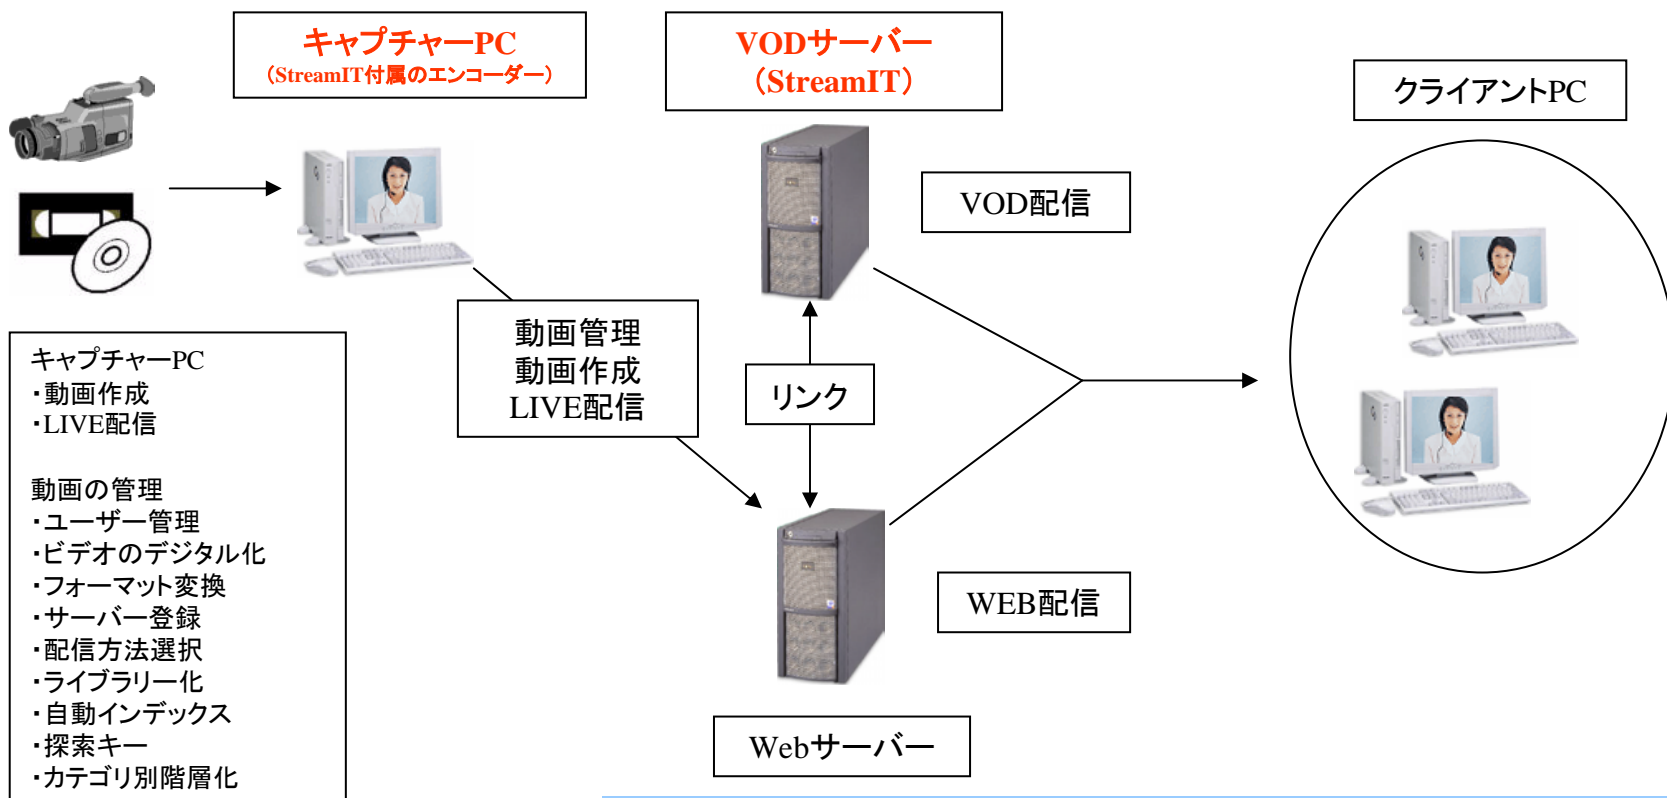 キャプチャーPC
（StreamIT付属のエンコーダー）
VODサーバー
（StreamIT）
クライアントPC
VOD配信
動画管理
動画作成
LIVE配信
リンク
キャプチャーPC
・動画作成
・LIVE配信
動画の管理
・ユーザー管理
・ビデオのデジタル化
・フォーマット変換
・サーバー登録
・配信方法選択
・ライブラリー化
・自動インデックス
・探索キー
・カテゴリ別階層化
WEB配信
Webサーバー